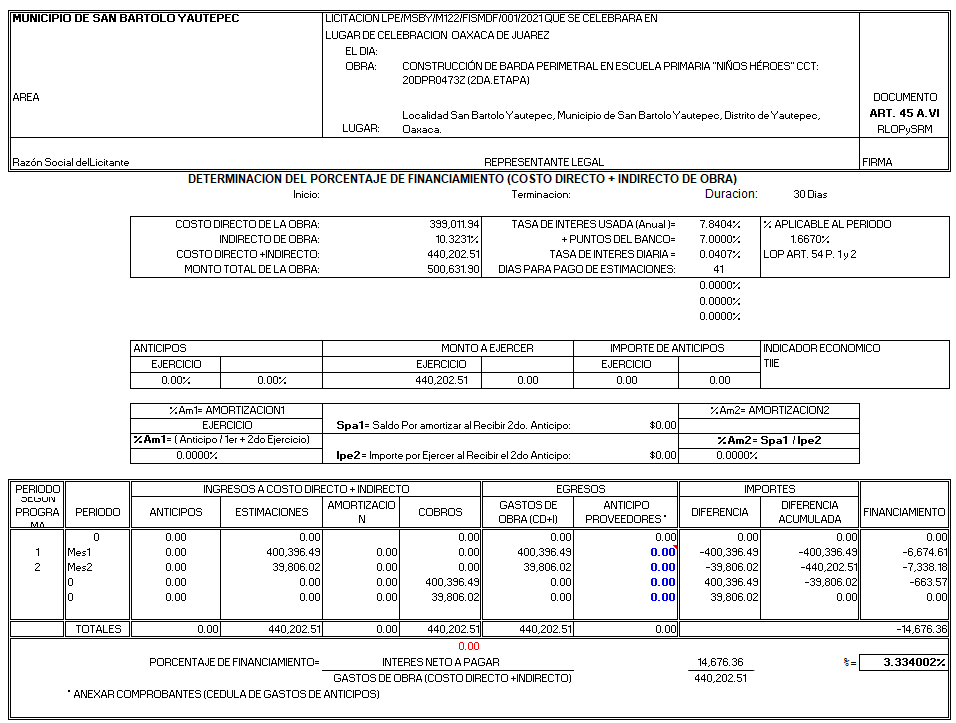 MUNICIPIO DE SAN BARTOLO YAUTEPEC
LICITACION LPE/MSBY/M122/FISMDF/001/2021 QUE SE CELEBRARA EN
LUGAR DE CELEBRACION OAXACA DE JUAREZ
EL DIA:
OBRA: CONSTRUCCIÓN DE BARDA PERIMETRAL EN ESCUELA PRIMARIA "NIÑOS HÉROES" CCT:
20DPR0473Z (2DA.ETAPA)
AREA
DOCUMENTO
ART. 45 A.VI
RLOPySRM
Localidad San Bartolo Yautepec, Municipio de San Bartolo Yautepec, Distrito de Yautepec,
LUGAR: Oaxaca.
Razón Social delLicitante REPRESENTANTE LEGAL FIRMA
DETERMINACION DEL PORCENTAJE DE FINANCIAMIENTO (COSTO DIRECTO + INDIRECTO DE OBRA)
Inicio: Terminacion: Duracion: 30 Dias
COSTO DIRECTO DE LA OBRA: 399,011.94 TASA DE INTERES USADA (Anual )= 7.8404% % APLICABLE AL PERIODO
INDIRECTO DE OBRA: 10.3231% + PUNTOS DEL BANCO= 7.0000% 1.6670%
COSTO DIRECTO +INDIRECTO: 440,202.51 TASA DE INTERES DIARIA = 0.0407% LOP ART. 54 P. 1 y 2
MONTO TOTAL DE LA OBRA: 500,631.90 DIAS PARA PAGO DE ESTIMACIONES: 41
0.0000%
0.0000%
0.0000%
ANTICIPOS MONTO A EJERCER IMPORTE DE ANTICIPOS INDICADOR ECONOMICO
EJERCICIO EJERCICIO EJERCICIO TIIE
0.00% 0.00% 440,202.51 0.00 0.00 0.00
%Am1= AMORTIZACION1 %Am2= AMORTIZACION2
EJERCICIO Spa1= Saldo Por amortizar al Recibir 2do. Anticipo: $0.00
%Am1= ( Anticipo / 1er + 2do Ejercicio) %Am2= Spa1 / Ipe2
0.0000% Ipe2= Importe por Ejercer al Recibir el 2do Anticipo: $0.00 0.0000%
PERIODO SEGUN PROGRAMA PERIODO INGRESOS A COSTO DIRECTO + INDIRECTO EGRESOS IMPORTES FINANCIAMIENTO
ANTICIPOS ESTIMACIONES AMORTIZACION COBROS GASTOS DE OBRA (CD+I) ANTICIPO PROVEEDORES * DIFERENCIA DIFERENCIA ACUMULADA
0 0.00 0.00 0.00 0.00 0.00 0.00 0.00
1 Mes1 0.00 400,396.49 0.00 0.00 400,396.49 0.00 -400,396.49 -400,396.49 -6,674.61
2 Mes2 0.00 39,806.02 0.00 0.00 39,806.02 0.00 -39,806.02 -440,202.51 -7,338.18
0 0.00 0.00 0.00 400,396.49 0.00 0.00 400,396.49 -39,806.02 -663.57
0 0.00 0.00 0.00 39,806.02 0.00 0.00 39,806.02 0.00 0.00
TOTALES 0.00 440,202.51 0.00 440,202.51 440,202.51 0.00 -14,676.36
0.00
PORCENTAJE DE FINANCIAMIENTO= INTERES NETO A PAGAR 14,676.36 %= 3.334002%
GASTOS DE OBRA (COSTO DIRECTO +INDIRECTO) 440,202.51
* ANEXAR COMPROBANTES (CEDULA DE GASTOS DE ANTICIPOS)